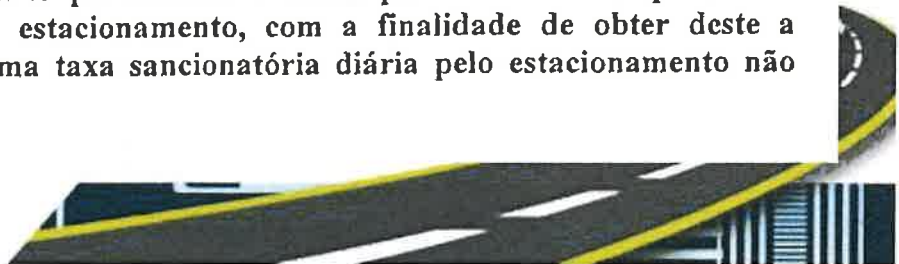 estacionamento, com a finalidade de obter deste a
ma taxa sancionatória diária pelo estacionamento não